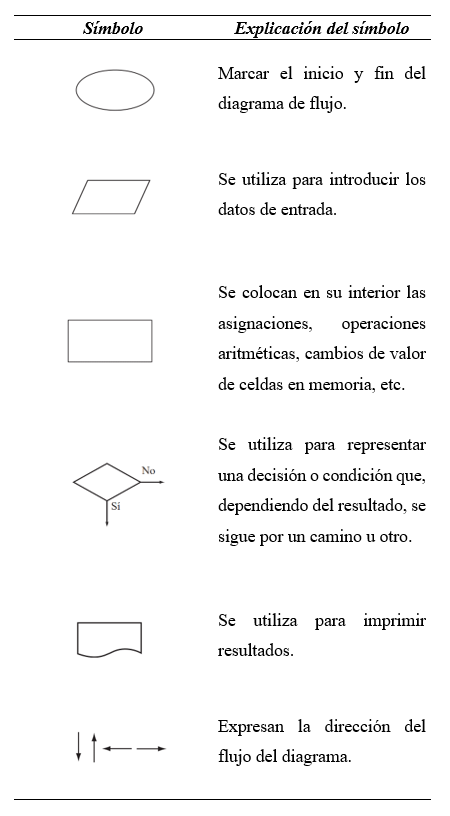 Símbolo Explicación del símbolo
Marcar el inicio y fin del
diagrama de flujo.
Se utiliza para introducir los
datos de entrada.
Se colocan en su interior las
asignaciones, operaciones
aritméticas, cambios de valor
de celdas en memoria, etc.
Se utiliza para representar
una decisión o condición que,
dependiendo del resultado, se
sigue por un camino u otro.
No
Sí
Se utiliza para imprimir
resultados.
Expresan la dirección del
flujo del diagrama.